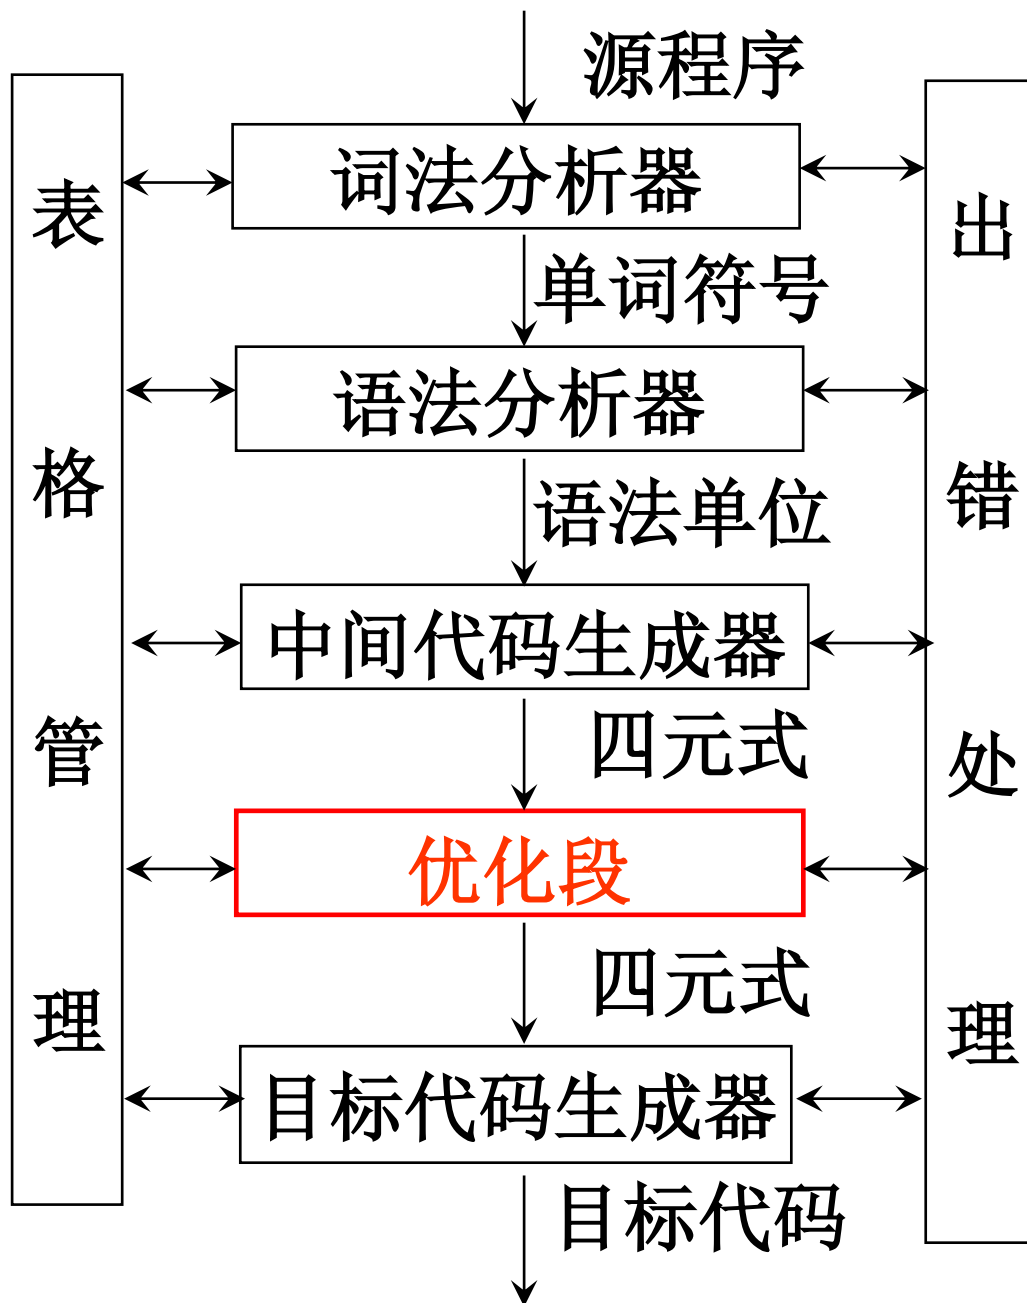 源程序
词法分析器
单词符号
语法分析器
语法单位
中间代码生成器
四元式
优化段
四元式
目标代码生成器
目标代码
表格管理
出错处理